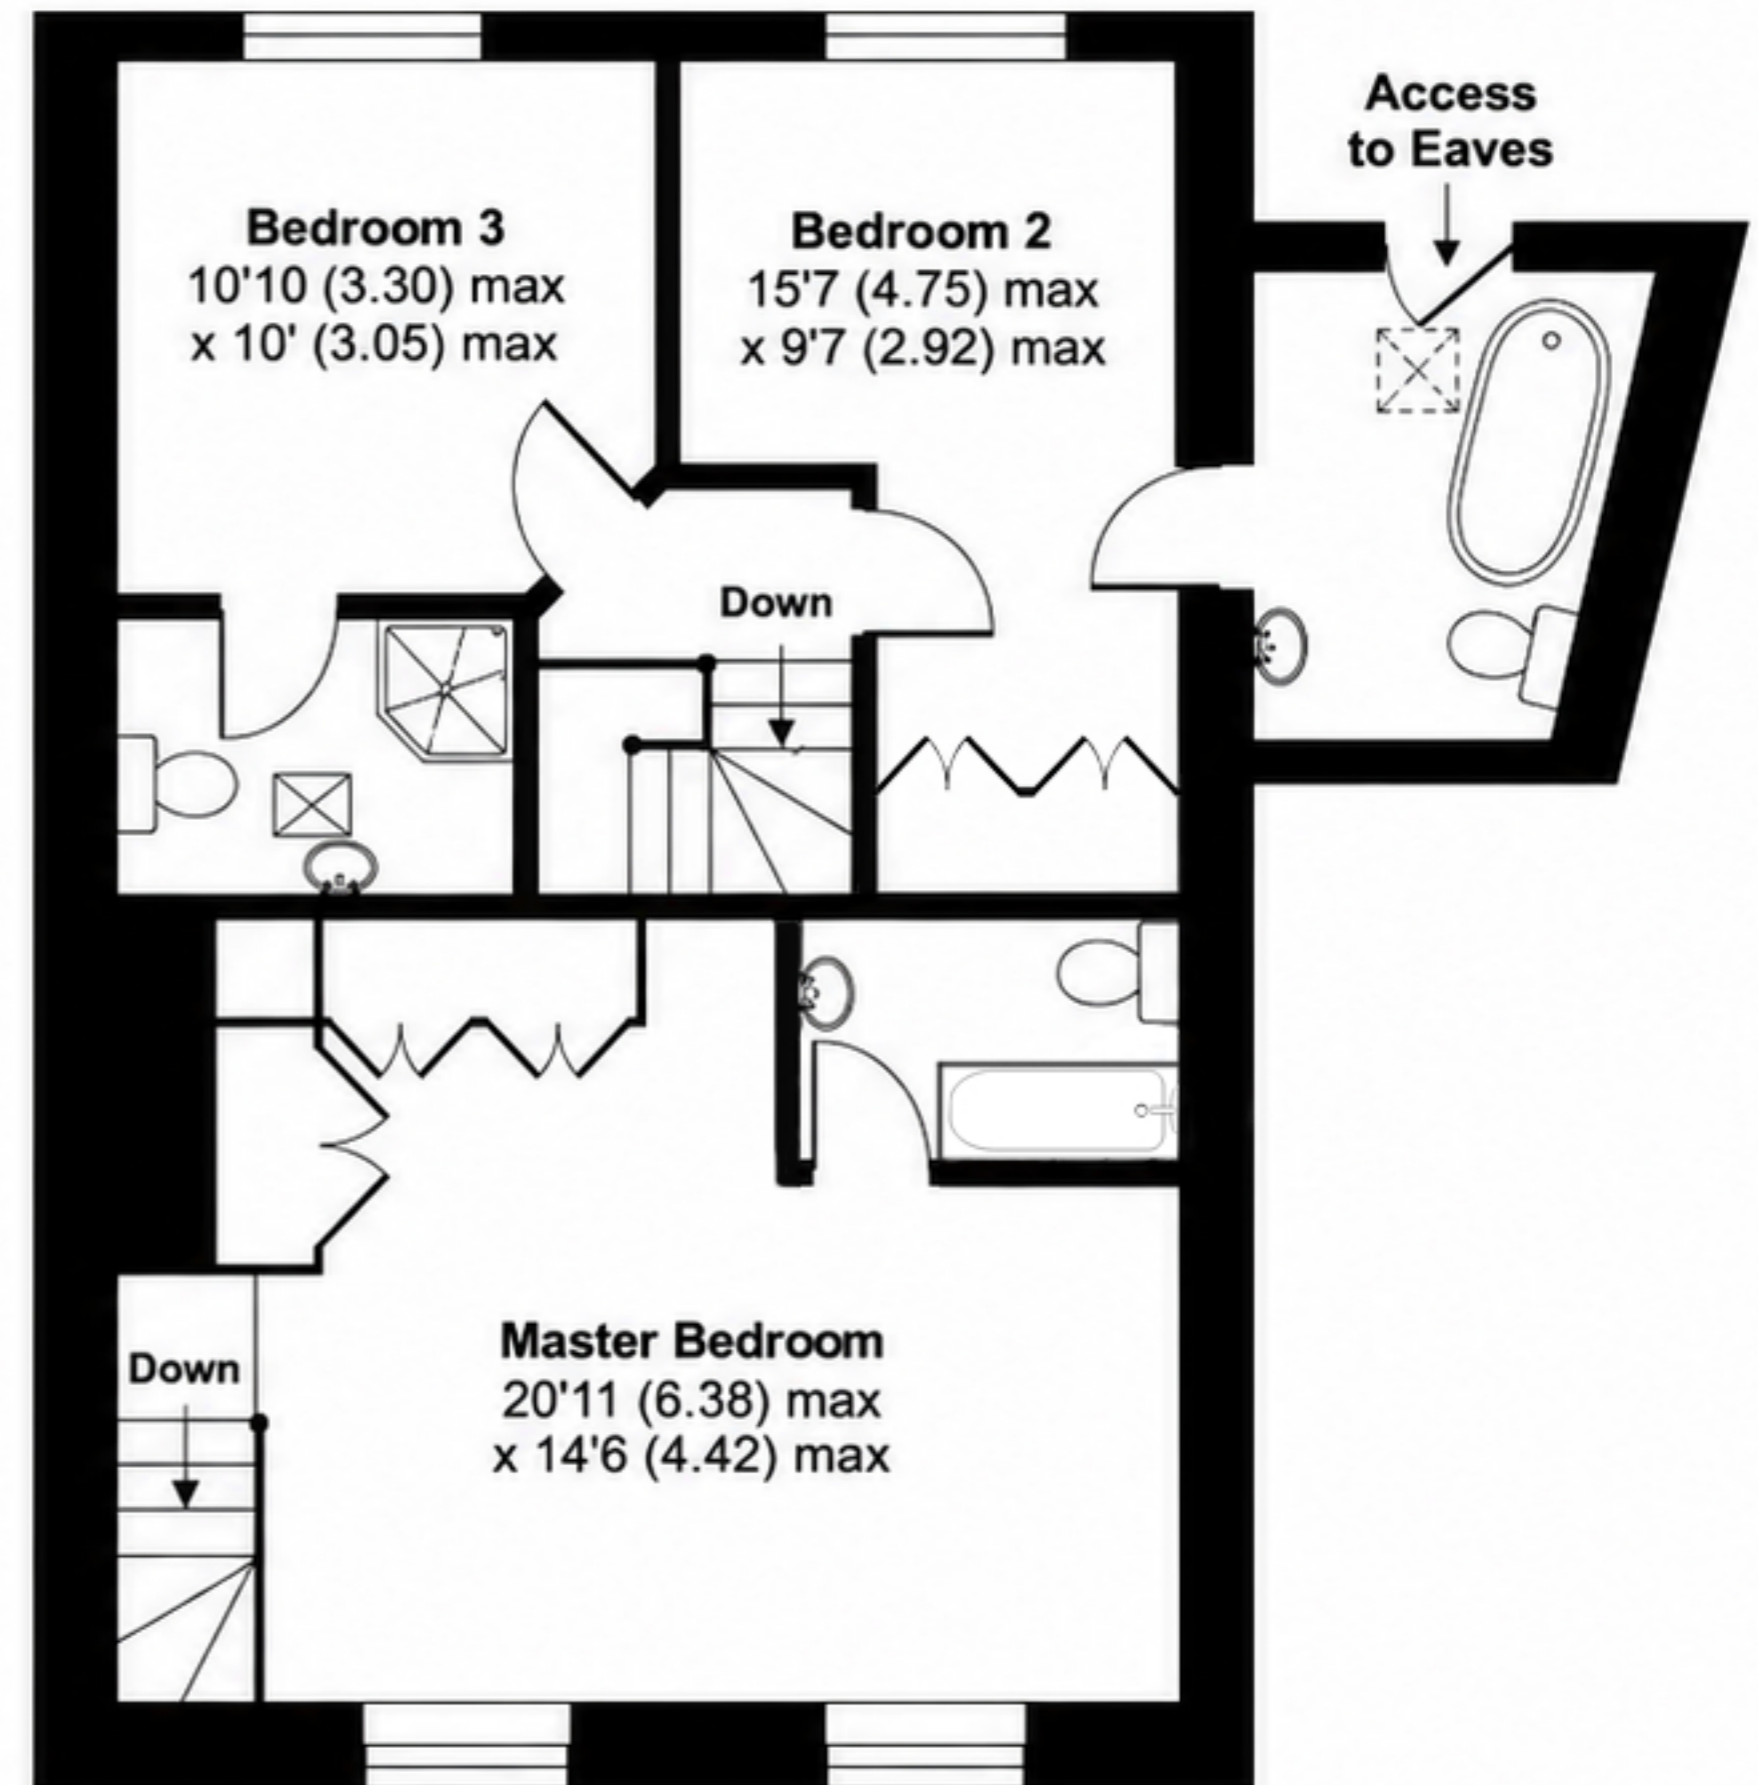 Access
to Eaves
Bedroom 3
10'10 (3.30) max
x 10' (3.05) max
Bedroom 2
15'7 (4.75) max
x 9'7 (2.92) max
Down
Master Bedroom
20'11 (6.38) max
x 14'6 (4.42) max
Down